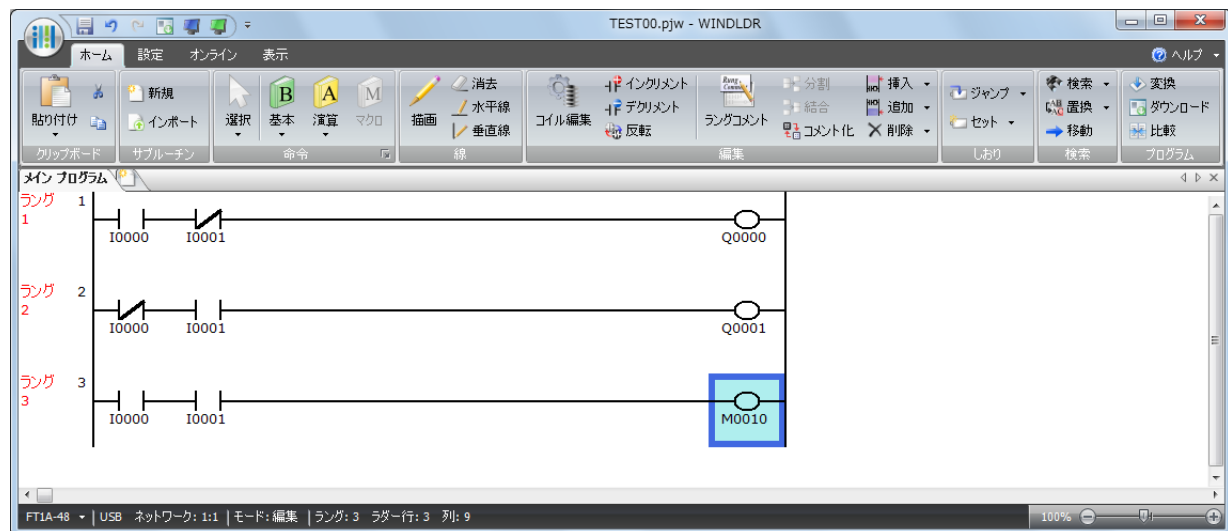 TEST00.pjw - WINDLDR
ホーム 設定 オンライン 表示 ヘルプ
貼り付け 新規 インポート 選択 B 基本 A 演算 M マクロ 描画 消去 水平線 垂直線 コイル編集 インクリメント デクリメント 反転 Rung Comment ラングコメント 分割 結合 コメント化 挿入 追加 削除 ジャンプ セット 検索 置換 移動 変換 ダウンロード 比較
クリップボード サブルーチン 命令 線 編集 しおり 検索 プログラム
メイン プログラム
ラング 1
1
I0000 I0001 Q0000
ラング 2
2
I0000 I0001 Q0001
ラング 3
3
I0000 I0001 M0010
FT1A-48 USB ネットワーク: 1:1 モード: 編集 ラング: 3 ラダー行: 3 列: 9 100%